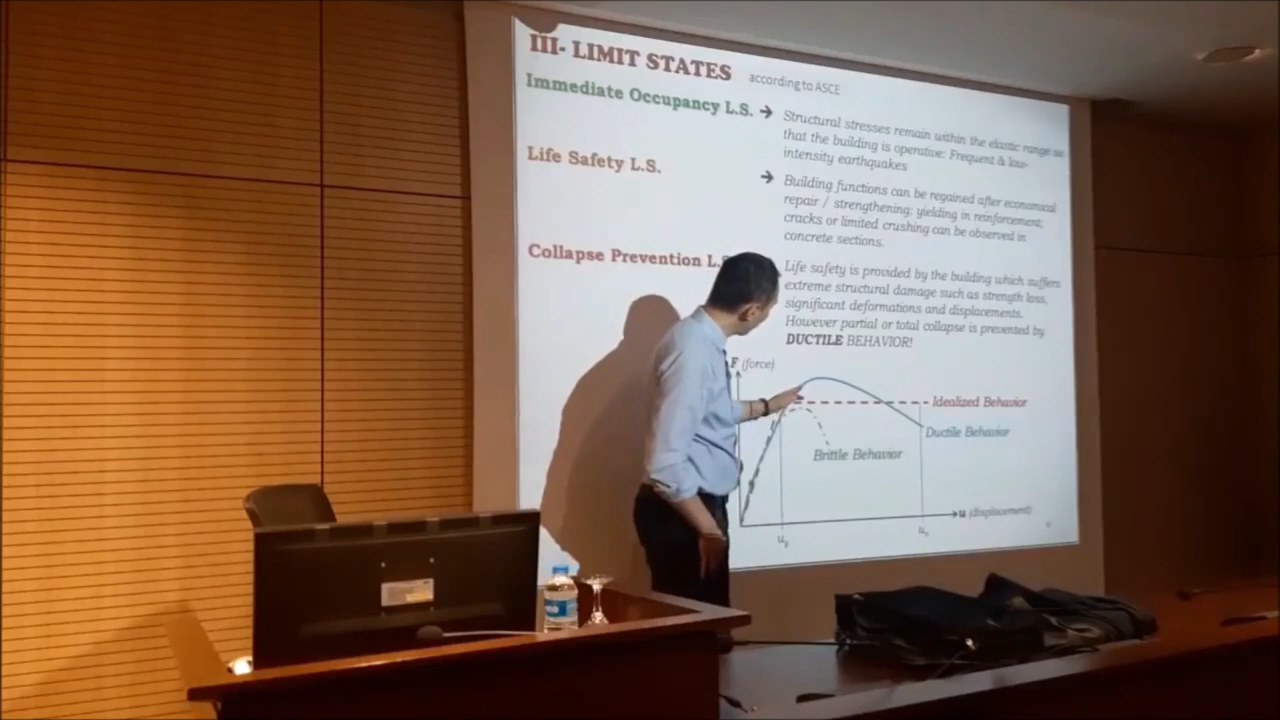 III- LIMIT STATES according to ASCE
Immediate Occupancy L.S. ➔
Structural stresses remain within the elastic range so
that the building is operative: Frequent & low-
intensity earthquakes
Life Safety L.S. ➔
Building functions can be regained after economical
repair / strengthening; yielding in reinforcement;
cracks or limited crushing can be observed in
concrete sections.
Collapse Prevention L.S
Life safety is provided by the building which suffers
extreme structural damage such as strength loss,
significant deformations and displacements.
However partial or total collapse is prevented by
DUCTILE BEHAVIOR!
F (force)
Idealized Behavior
Ductile Behavior
Brittle Behavior
u (displacement)